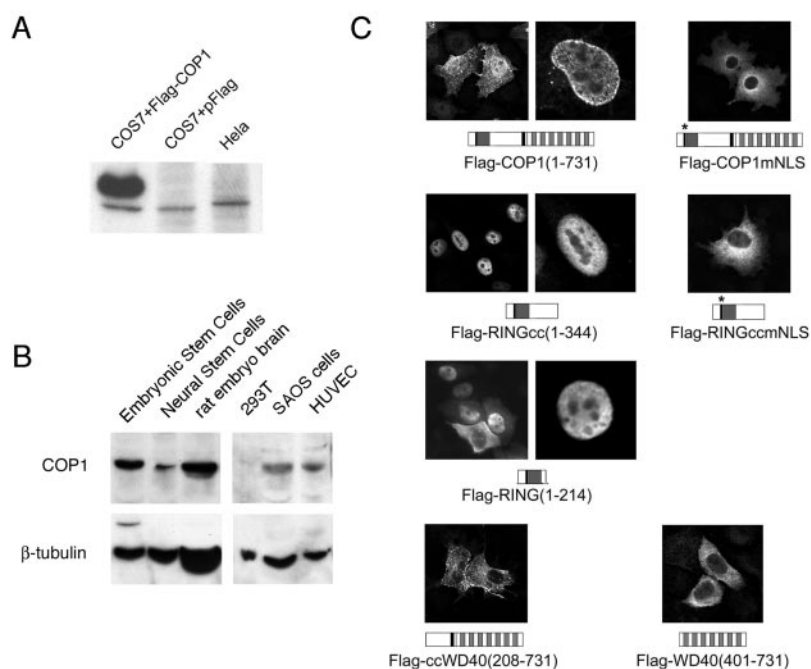 A
COS7+Flag-COP1
COS7+pFlag
Hela
B
Embryonic Stem Cells
Neural Stem Cells
rat embryo brain
293T
SAOS cells
HUVEC
COP1
β-tubulin
C
*
Flag-COP1(1-731)
Flag-COP1mNLS
*
Flag-RINGcc(1-344)
Flag-RINGccmNLS
Flag-RING(1-214)
Flag-ccWD40(208-731)
Flag-WD40(401-731)